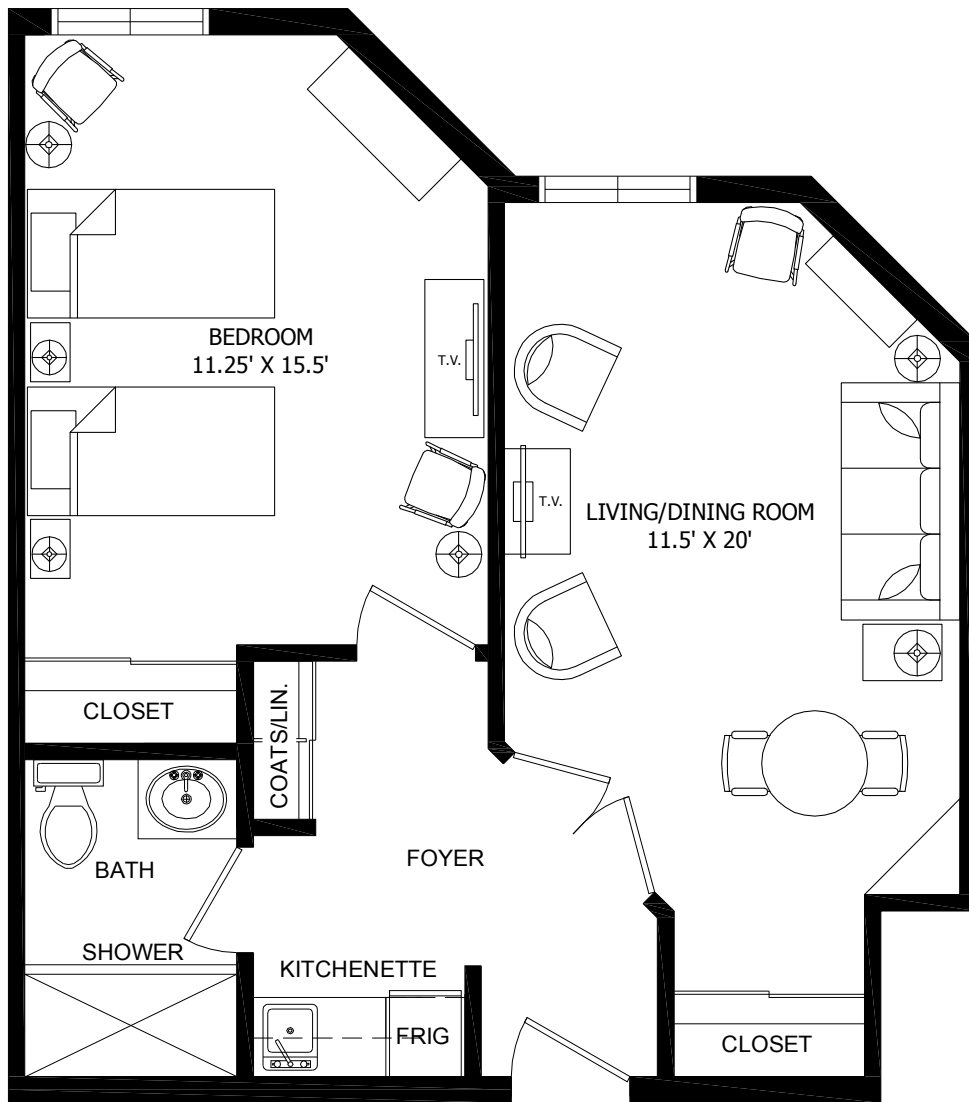 BEDROOM
11.25' X 15.5'
T.V.
T.V.
LIVING/DINING ROOM
11.5' X 20'
CLOSET
COATS/LIN.
FOYER
BATH
SHOWER
KITCHENETTE
FRIG
CLOSET